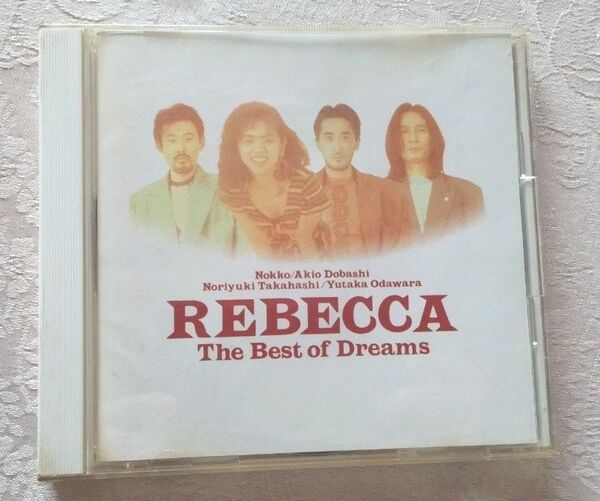 Nokko/Akio Dobashi
Noriyuki Takahashi/Yutaka Odawara
REBECCA
The Best of Dreams